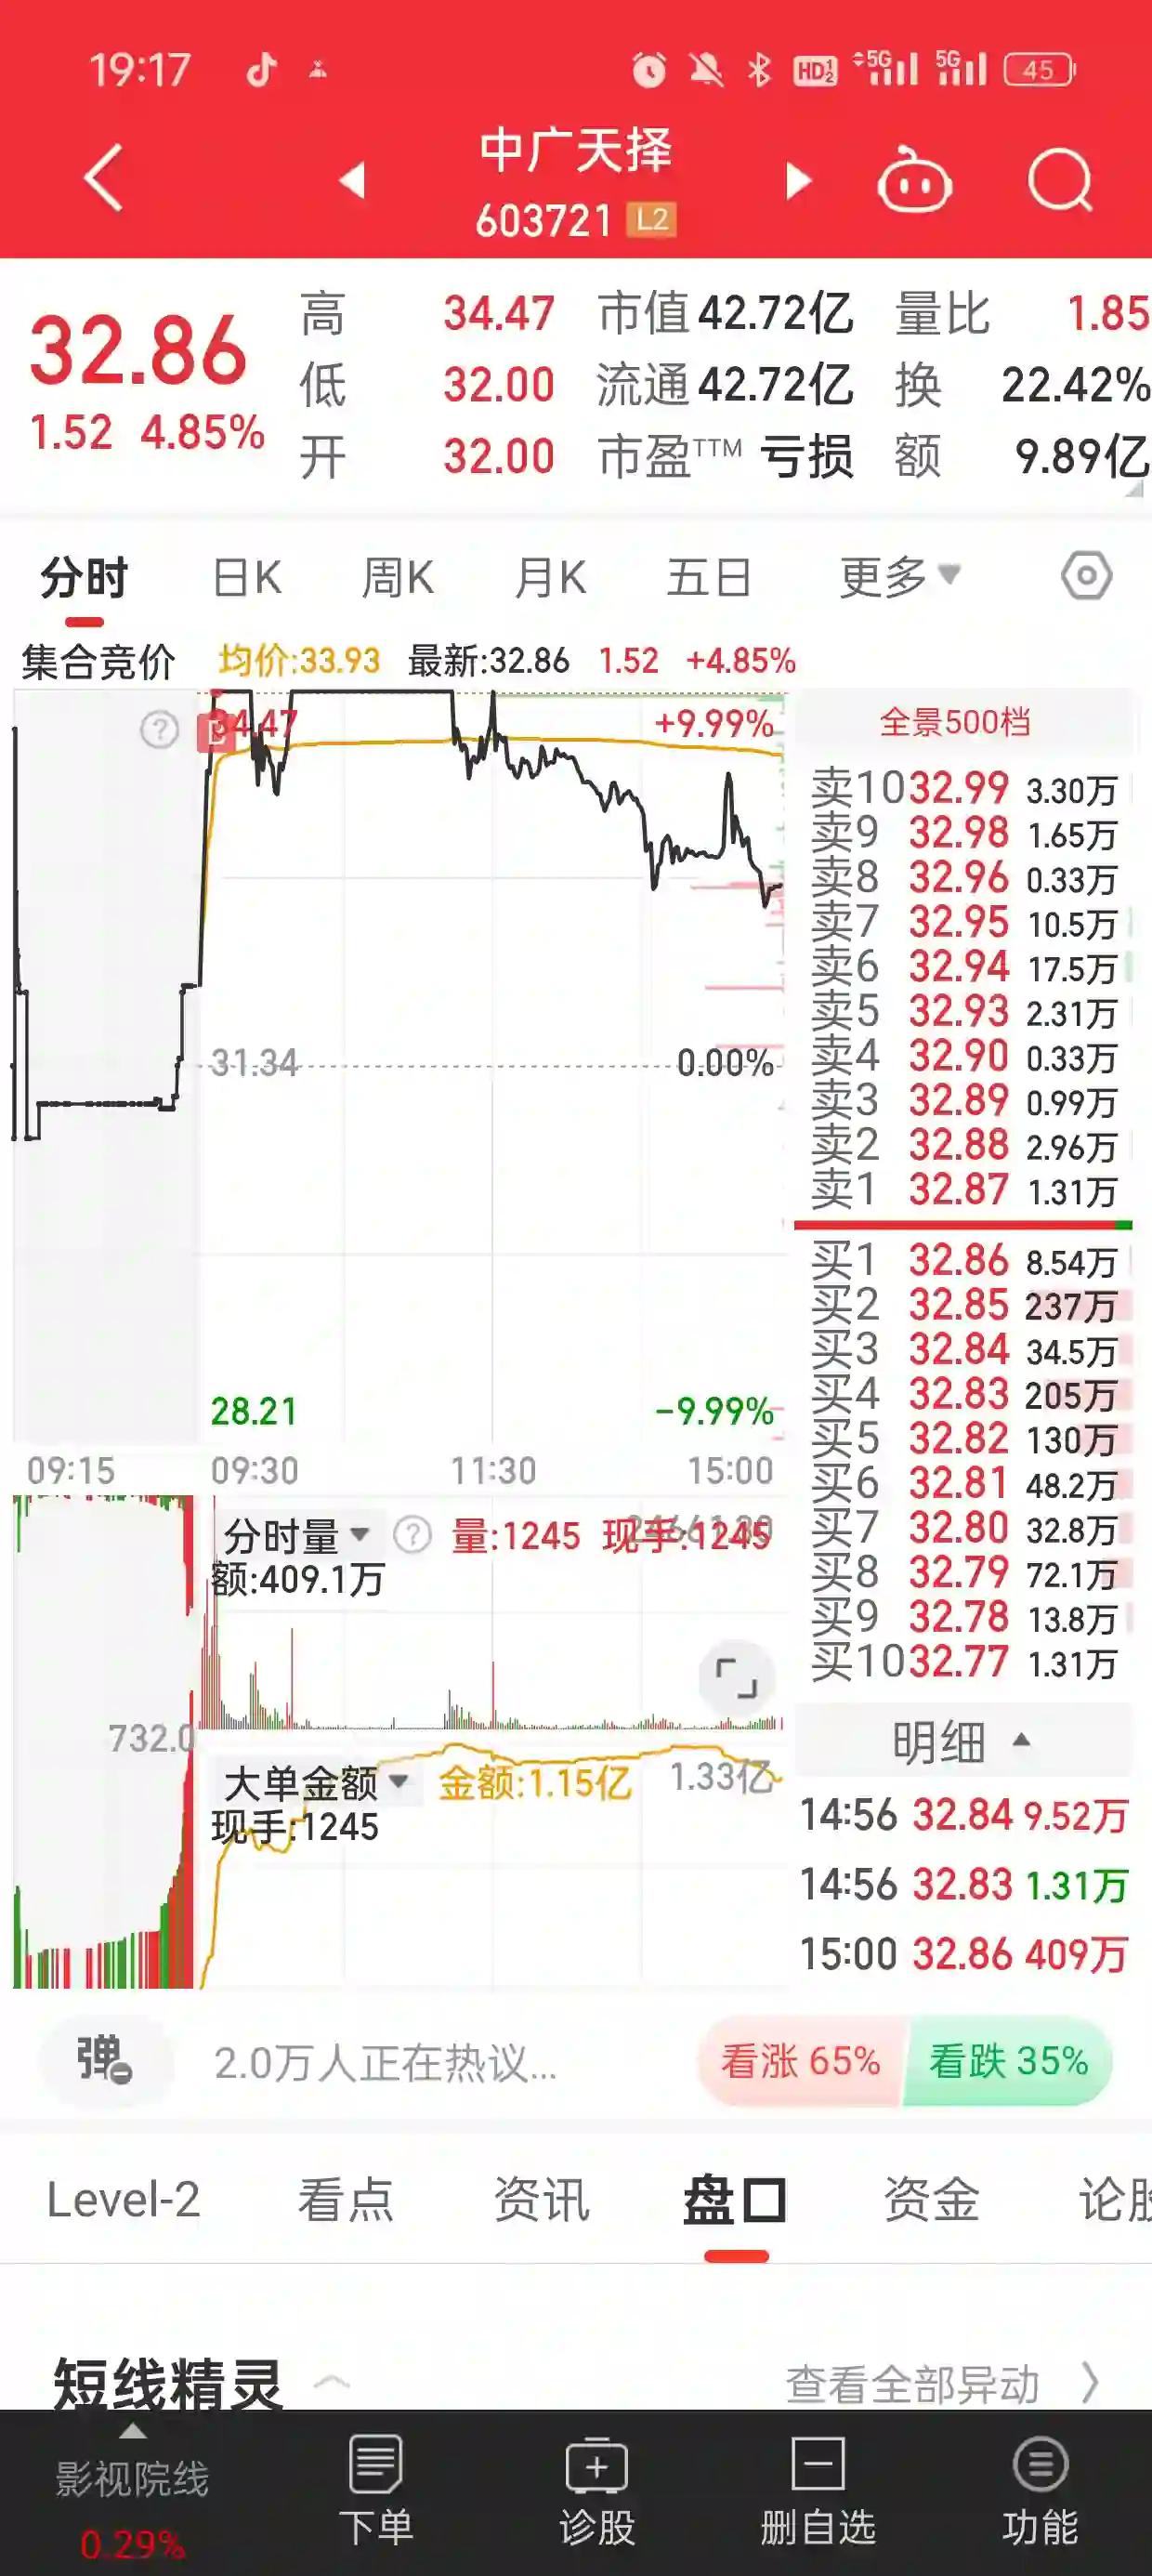 19:17 HD 5G 5G 45
中广天择
603721 L2
32.86
1.52 4.85%
高 34.47 市值 42.72亿 量比 1.85
低 32.00 流通 42.72亿 换 22.42%
开 32.00 市盈TTM 亏损 额 9.89亿
分时 日K 周K 月K 五日 更多
集合竞价 均价:33.93 最新:32.86 1.52 +4.85%
34.47 +9.99%
31.34 0.00%
28.21 -9.99%
09:15 09:30 11:30 15:00
分时量 ? 量:1245 现手:1245
额:409.1万
732.0
大单金额 金额:1.15亿 1.33亿
现手:1245
全景500档
卖10 32.99 3.30万
卖9 32.98 1.65万
卖8 32.96 0.33万
卖7 32.95 10.5万
卖6 32.94 17.5万
卖5 32.93 2.31万
卖4 32.90 0.33万
卖3 32.89 0.99万
卖2 32.88 2.96万
卖1 32.87 1.31万
买1 32.86 8.54万
买2 32.85 237万
买3 32.84 34.5万
买4 32.83 205万
买5 32.82 130万
买6 32.81 48.2万
买7 32.80 32.8万
买8 32.79 72.1万
买9 32.78 13.8万
买10 32.77 1.31万
明细
14:56 32.84 9.52万
14:56 32.83 1.31万
15:00 32.86 409万
弹 2.0万人正在热议... 看涨 65% 看跌 35%
Level-2 看点 资讯 盘口 资金 论股
短线精灵 查看全部异动
影视院线
0.29%
下单 诊股 删自选 功能